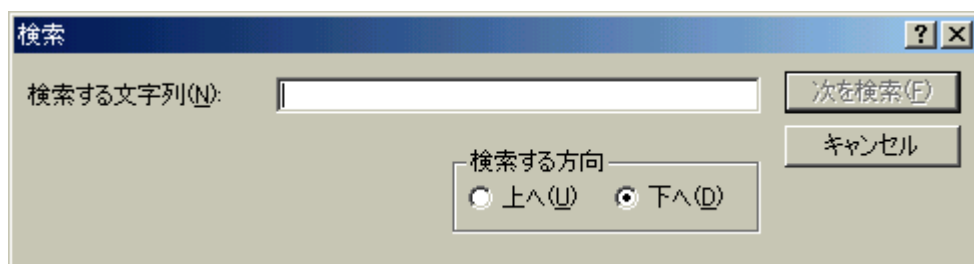 検索
検索する文字列(N):
次を検索(F)
キャンセル
検索する方向
上へ(U) 下へ(D)